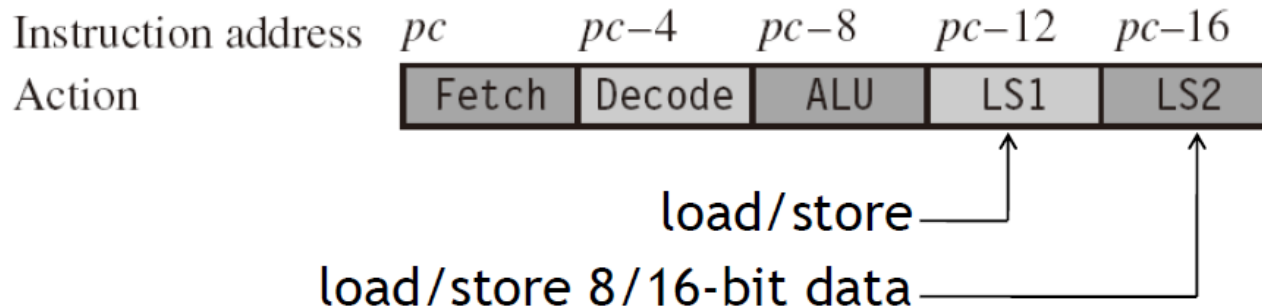 Instruction address pc pc–4 pc–8 pc–12 pc–16
Action Fetch Decode ALU LS1 LS2
load/store
load/store 8/16-bit data